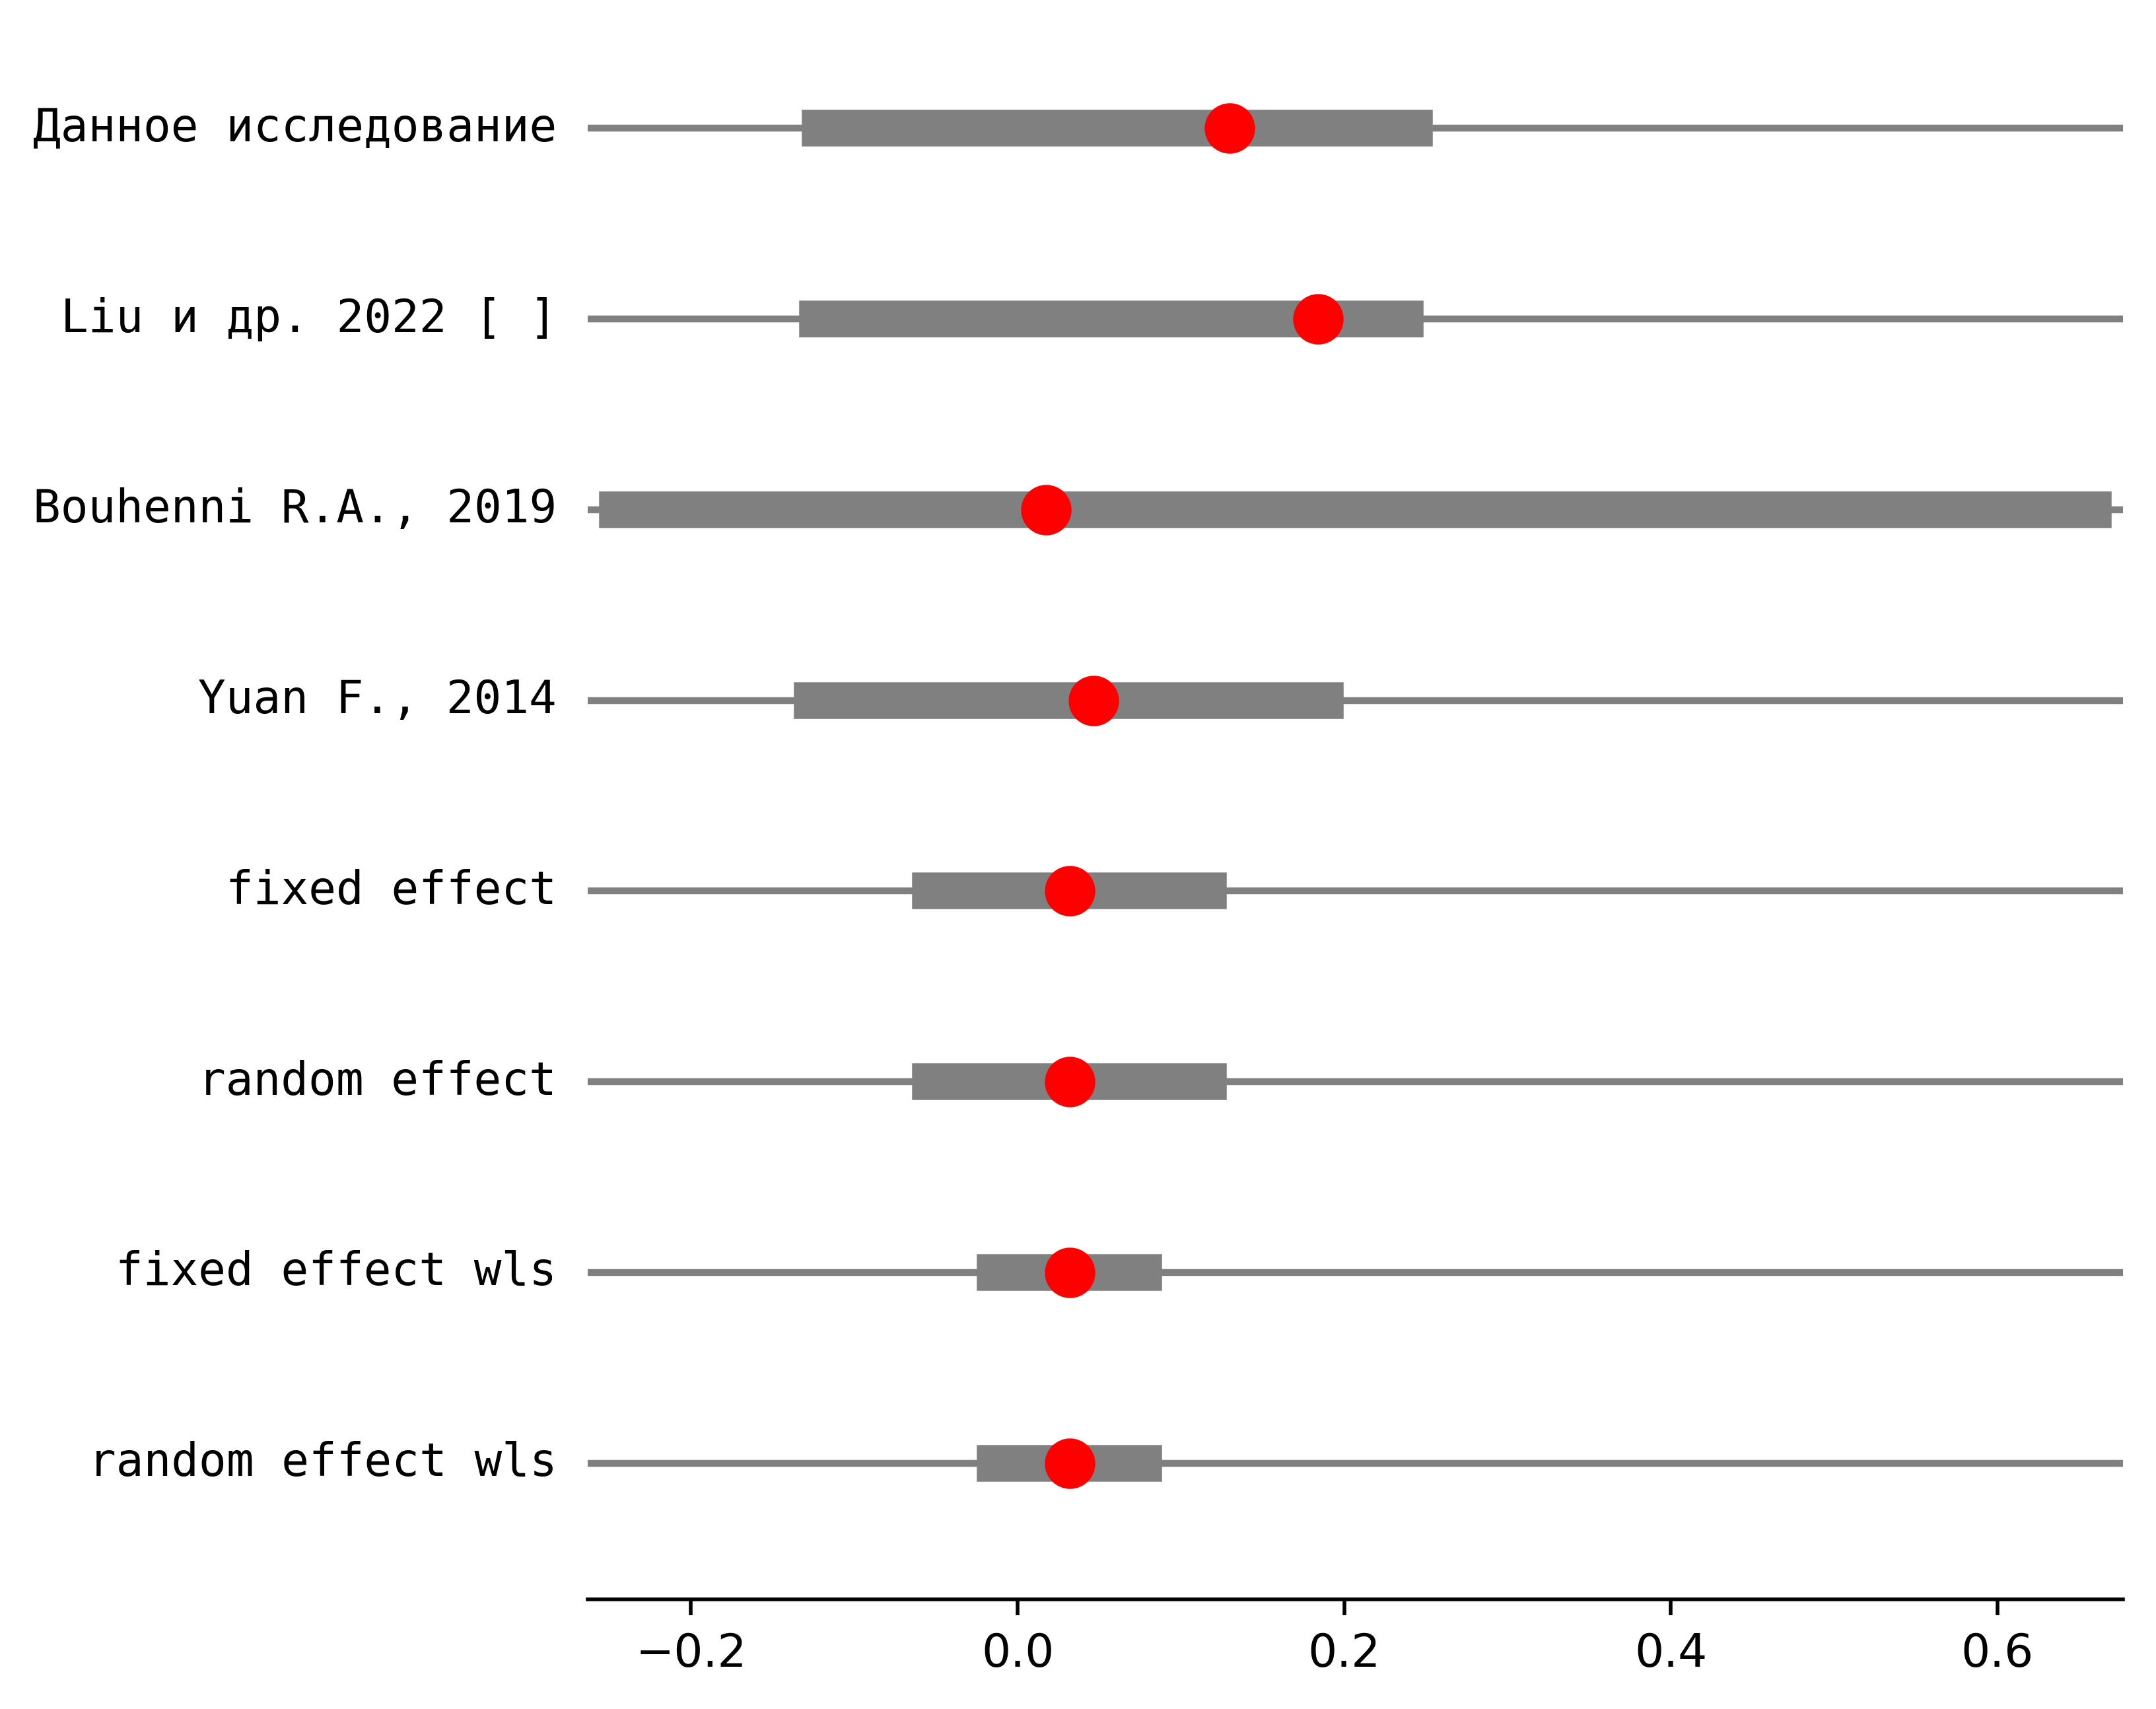 Данное исследование
Liu и др. 2022 [ ]
Bouhenni R.A., 2019
Yuan F., 2014
fixed effect
random effect
fixed effect wls
random effect wls
−0.2 0.0 0.2 0.4 0.6